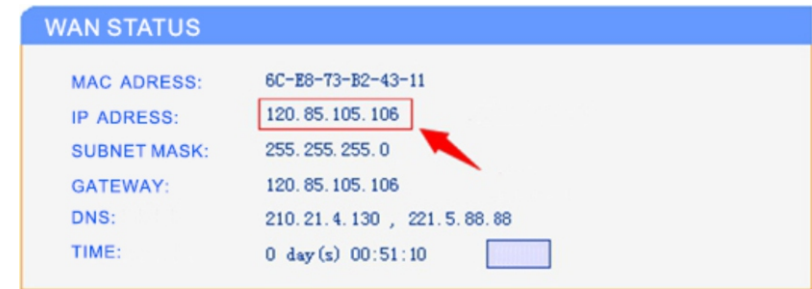 WAN STATUS
MAC ADRESS: 6C-E8-73-B2-43-11
IP ADRESS: 120.85.105.106
SUBNET MASK: 255.255.255.0
GATEWAY: 120.85.105.106
DNS: 210.21.4.130 , 221.5.88.88
TIME: 0 day(s) 00:51:10